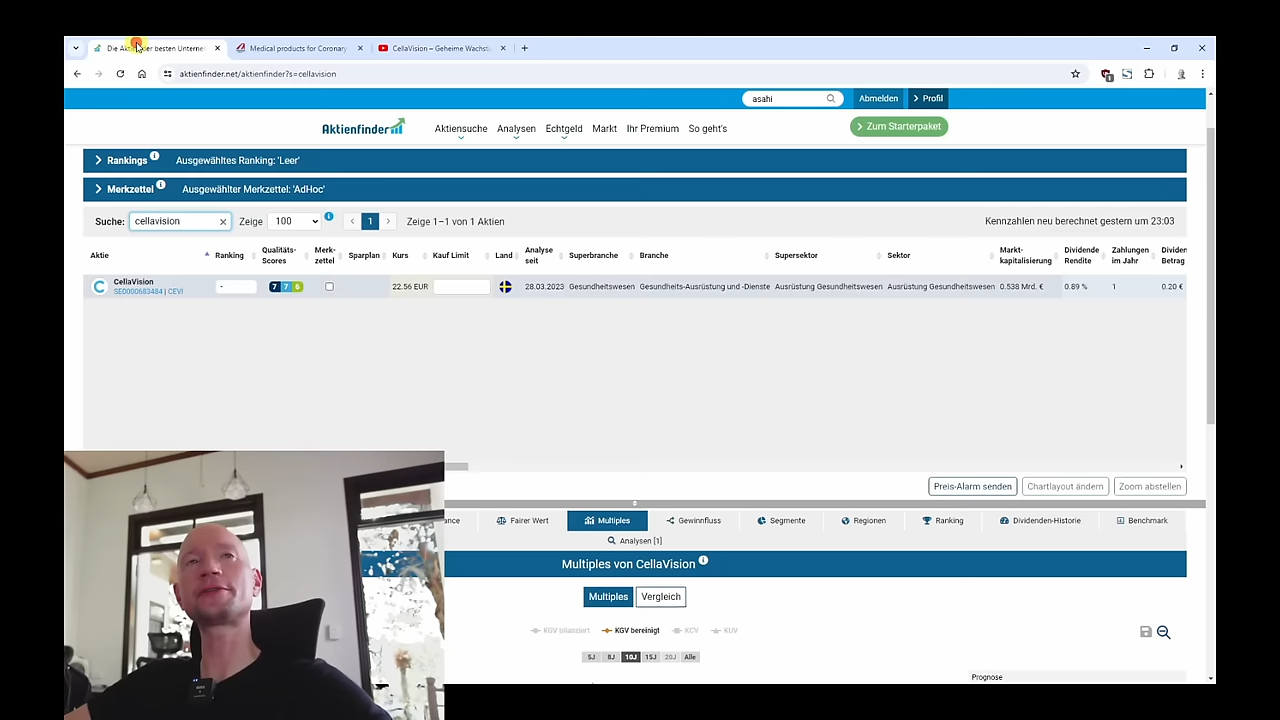 Die Aktien der besten Unterne
Medical products for Coronary
CellaVision – Geheime Wachstu
aktienfinder.net/aktienfinder?s=cellavision
asahi
Abmelden
Profil
Aktienfinder
Aktiensuche
Analysen
Echtgeld
Markt
Ihr Premium
So geht's
Zum Starterpaket
Rankings
Ausgewähltes Ranking: 'Leer'
Merkzettel
Ausgewählter Merkzettel: 'AdHoc'
Suche:
cellavision
Zeige
100
1
Zeige 1–1 von 1 Aktien
Kennzahlen neu berechnet gestern um 23:03
Aktie
Ranking
Qualitäts-
Scores
Merk-
zettel
Sparplan
Kurs
Kauf Limit
Land
Analyse
seit
Superbranche
Branche
Supersektor
Sektor
Markt-
kapitalisierung
Dividende
Rendite
Zahlungen
im Jahr
Dividen
Betrag
CellaVision
SE0000683484 | CEVI
-
7 7 6
22.56 EUR
28.03.2023
Gesundheitswesen
Gesundheits-Ausrüstung und -Dienste
Ausrüstung Gesundheitswesen
Ausrüstung Gesundheitswesen
0.538 Mrd. €
0.89 %
1
0.20 €
Preis-Alarm senden
Chartlayout ändern
Zoom abstellen
ance
Fairer Wert
Multiples
Gewinnfluss
Segmente
Regionen
Ranking
Dividenden-Historie
Benchmark
Analysen [1]
Multiples von CellaVision
Multiples
Vergleich
KGV bilanziert
KGV bereinigt
KCV
KUV
5J
8J
10J
15J
20J
Alle
Prognose